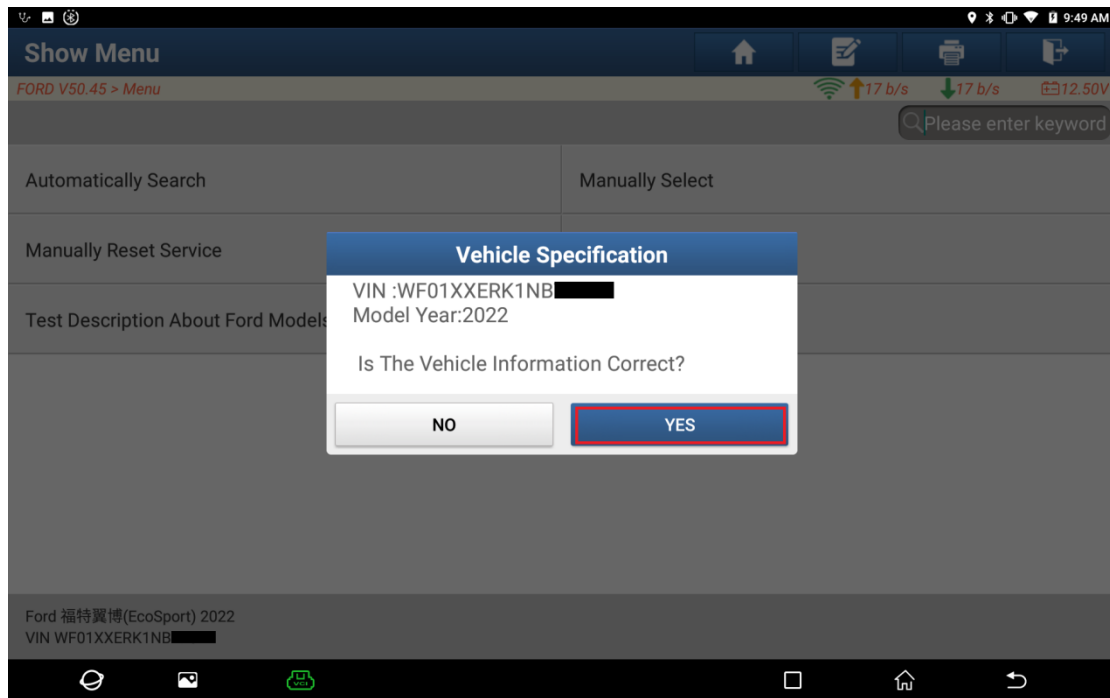 9:49 AM
Show Menu
FORD V50.45 > Menu
17 b/s
17 b/s
12.50V
Please enter keyword
Automatically Search
Manually Select
Manually Reset Service
Test Description About Ford Models
Vehicle Specification
VIN :WF01XXERK1NB
Model Year:2022
Is The Vehicle Information Correct?
NO
YES
Ford 福特翼博(EcoSport) 2022
VIN WF01XXERK1NB
VCI